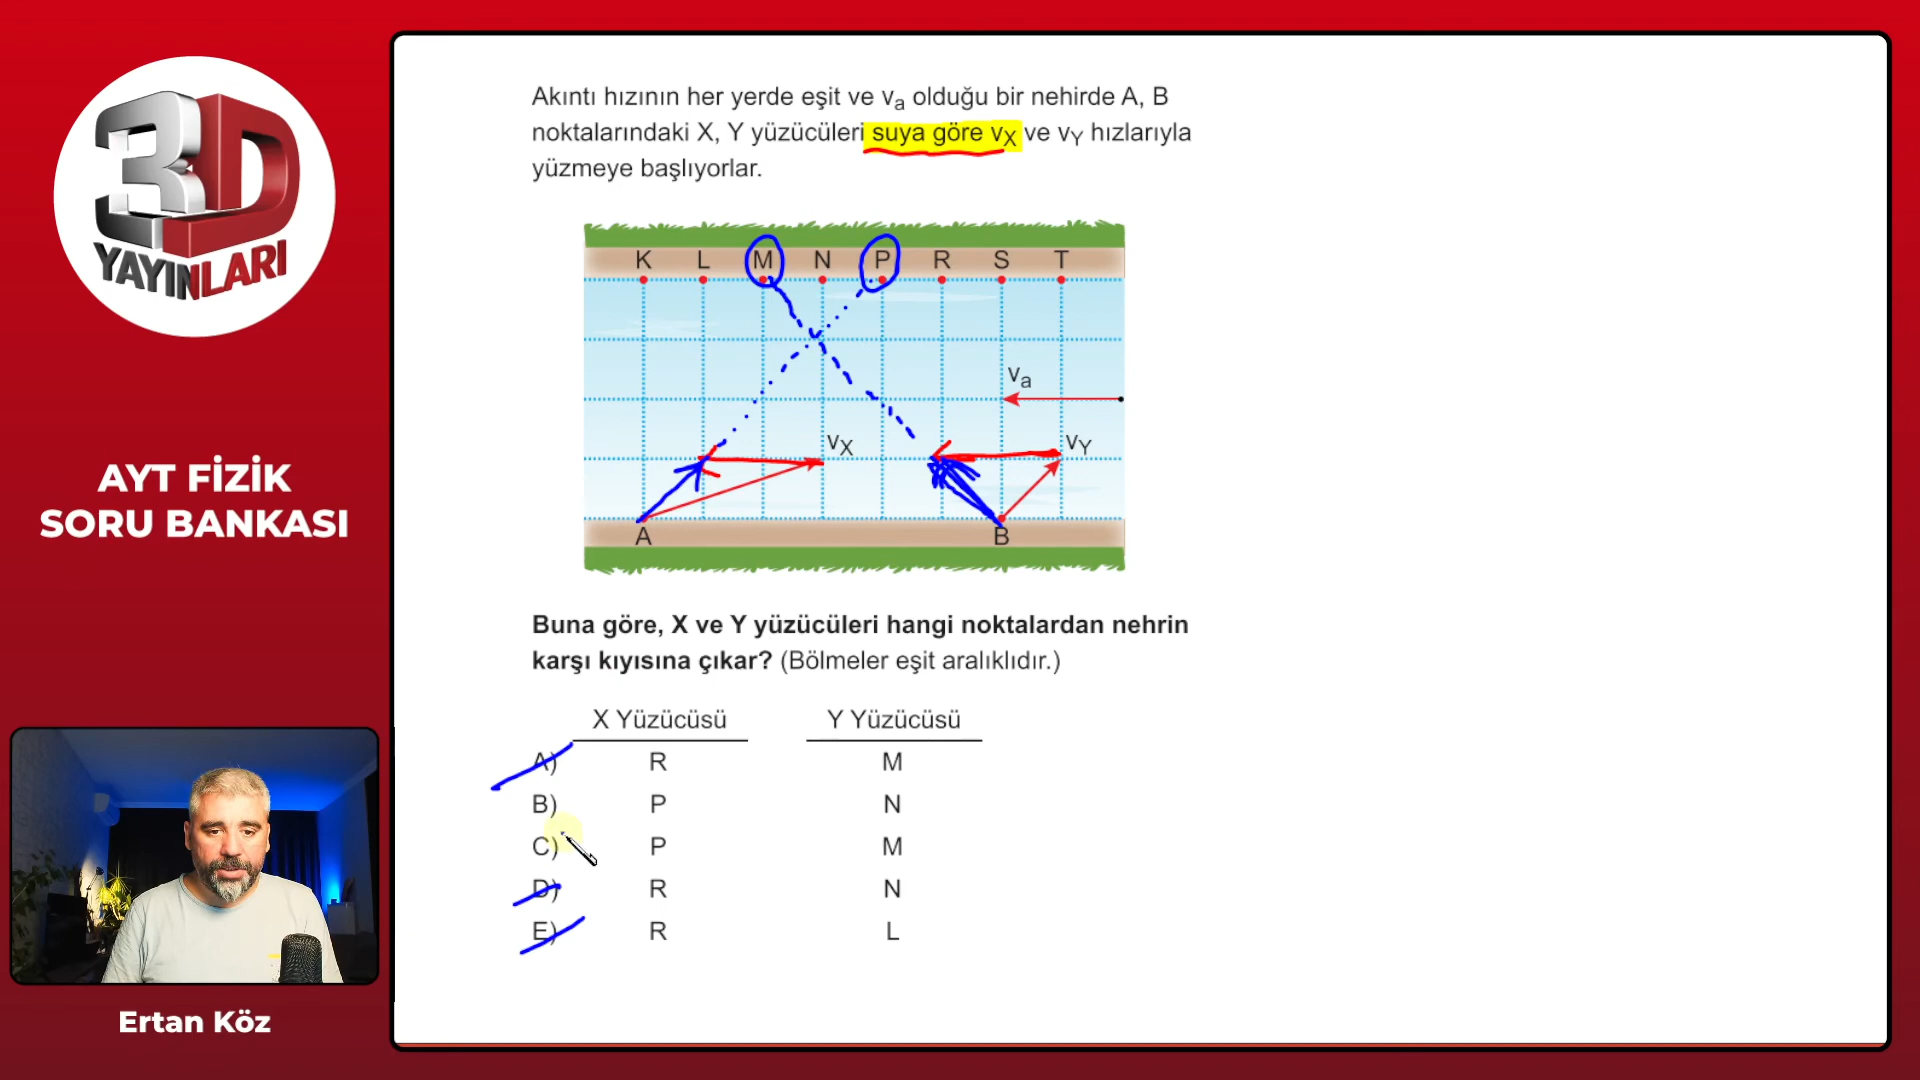 3D
YAYINLARI
AYT FİZİK
SORU BANKASI
Ertan Köz
Akıntı hızının her yerde eşit ve va olduğu bir nehirde A, B
noktalarındaki X, Y yüzücüleri suya göre vX ve vY hızlarıyla
yüzmeye başlıyorlar.
K L M N P R S T
va
vX
vY
A B
Buna göre, X ve Y yüzücüleri hangi noktalardan nehrin
karşı kıyısına çıkar? (Bölmeler eşit aralıklıdır.)
X Yüzücüsü Y Yüzücüsü
A) R M
B) P N
C) P M
D) R N
E) R L